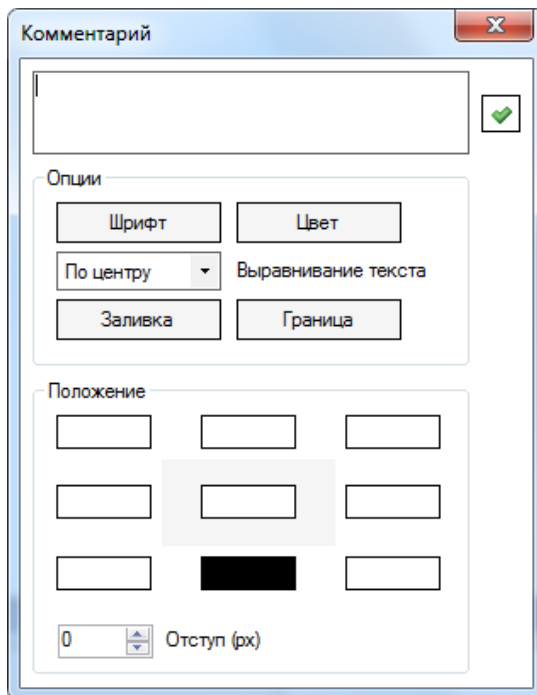 Комментарий
Опции
Шрифт Цвет
По центру Выравнивание текста
Заливка Граница
Положение
0 Отступ (px)